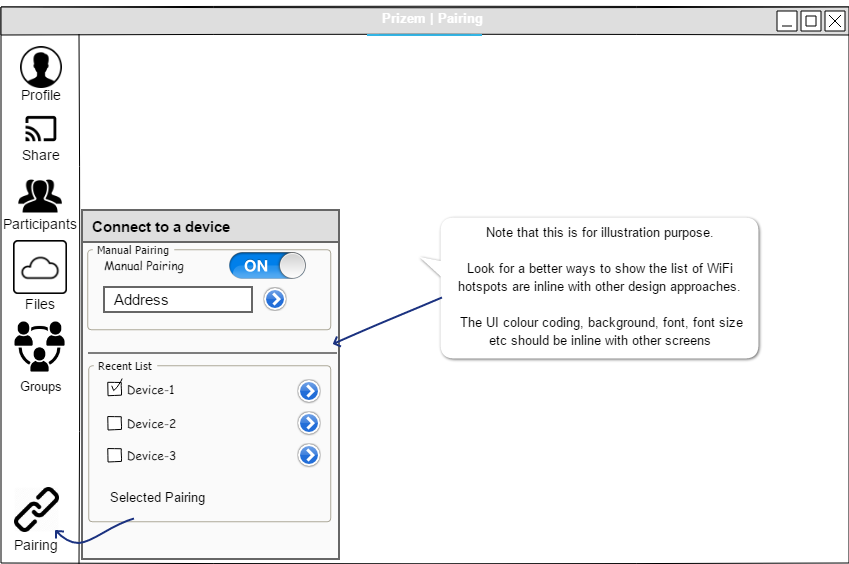 Prizem | Pairing
Profile
Share
Participants
Files
Groups
Pairing
Connect to a device
Manual Pairing
Manual Pairing
ON
Address
Recent List
Device-1
Device-2
Device-3
Selected Pairing
Note that this is for illustration purpose.
Look for a better ways to show the list of WiFi
hotspots are inline with other design approaches.
The UI colour coding, background, font, font size
etc should be inline with other screens